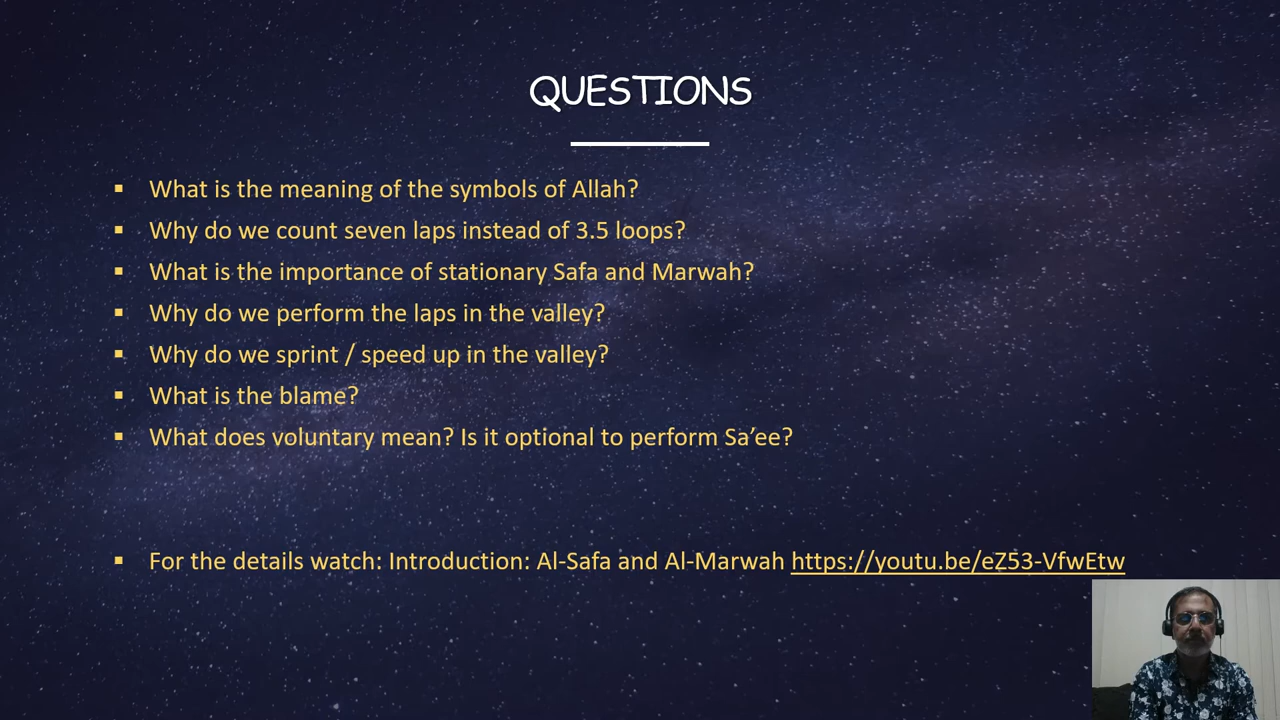 QUESTIONS
▪ What is the meaning of the symbols of Allah?
▪ Why do we count seven laps instead of 3.5 loops?
▪ What is the importance of stationary Safa and Marwah?
▪ Why do we perform the laps in the valley?
▪ Why do we sprint / speed up in the valley?
▪ What is the blame?
▪ What does voluntary mean? Is it optional to perform Sa’ee?
▪ For the details watch: Introduction: Al-Safa and Al-Marwah https://youtu.be/eZ53-VfwEtw